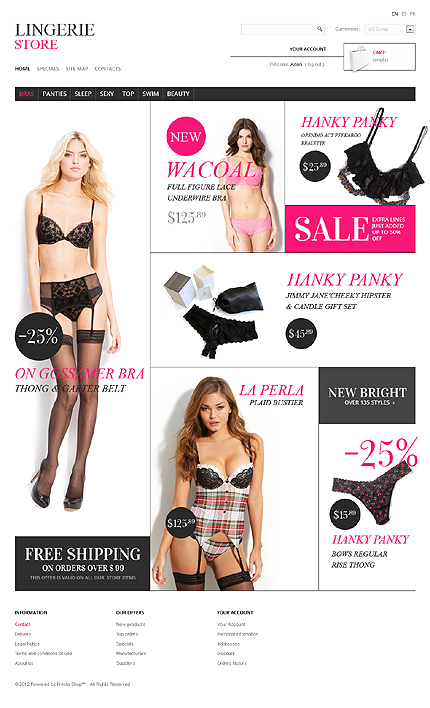 EN ES FR
LINGERIE
STORE
Currencies: US Dollar
YOUR ACCOUNT
Welcome, Adan. ( log out )
CART:
(empty)
HOME SPECIALS SITE MAP CONTACTS
BRAS PANTIES SLEEP SEXY TOP SWIM BEAUTY
-25%
ON GOSSAMER BRA
THONG & GARTER BELT
FREE SHIPPING
ON ORDERS OVER $ 99
THIS OFFER IS VALID ON ALL OUR STORE ITEMS
NEW
WACOAL
FULL FIGURE LACE
UNDERWIRE BRA
$125.89
HANKY PANKY
OPENING ACT PEEKABOO
BRALETTE
$25.89
SALE
EXTRA LINES
JUST ADDED
UP TO 50%
OFF
HANKY PANKY
JIMMY JANE'CHEEKY HIPSTER
& CANDLE GIFT SET
$45.89
LA PERLA
PLAID BUSTIER
$125.89
NEW BRIGHT
OVER 135 STYLES ›
-25%
$15.89
HANKY PANKY
BOWS REGULAR
RISE THONG
INFORMATION
Contact
Delivery
Legal Notice
Terms and conditions of use
About us
OUR OFFERS
New products
Top sellers
Specials
Manufacturers
Suppliers
YOUR ACCOUNT
Your Account
Personal information
Addresses
Discount
Orders history
© 2012 Powered by Presta Shop™. All Rights Reserved